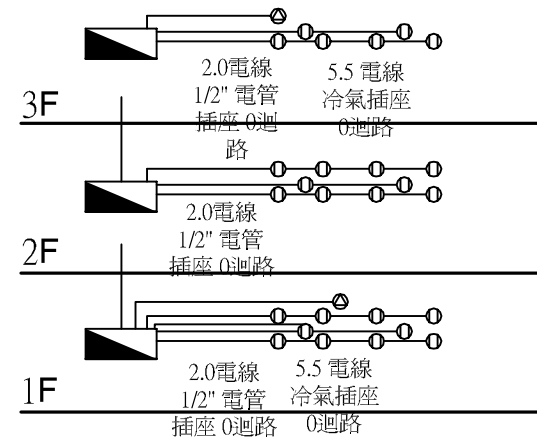 2.0電線
1/2" 電管
插座 0迴
路
5.5 電線
冷氣插座
0迴路
3F
2.0電線
1/2" 電管
插座 0迴路
2F
2.0電線
1/2" 電管
插座 0迴路
5.5 電線
冷氣插座
0迴路
1F